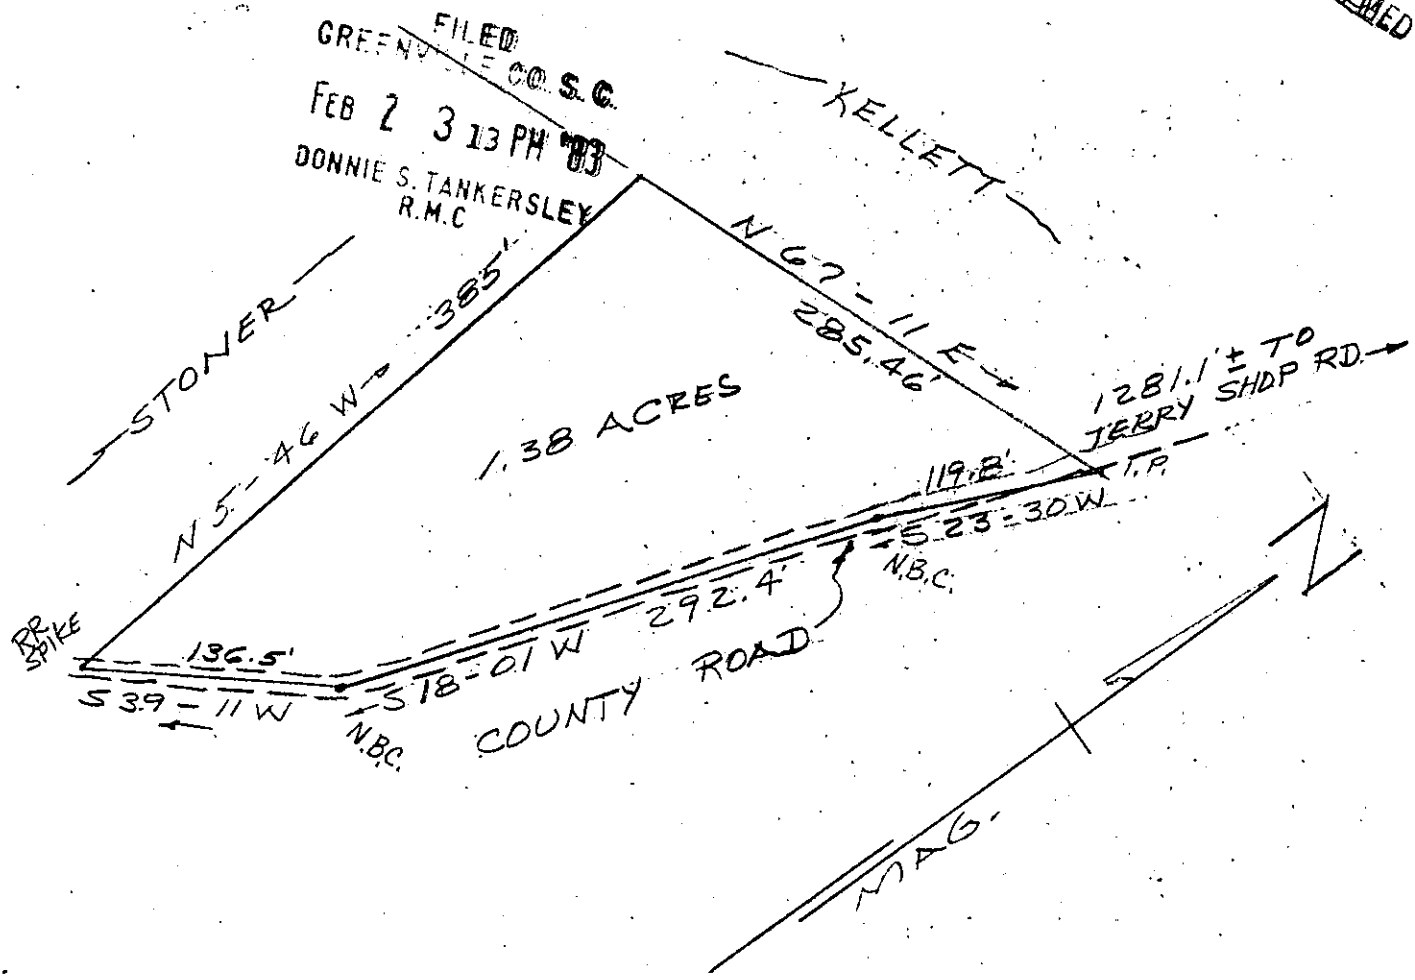 FILED
GREENVILLE CO. S. C.
FEB 2 3 13 PM '83
DONNIE S. TANKERSLEY
R.M.C
KELLETT
STONER
N 5 - 46 W 385'
N 67 - 11 E
285.46'
1.38 ACRES
1281.1' ± TO
JERRY SHOP RD.
119.8'
I.P.
S 23 - 30 W
N.B.C.
292.4'
S 18 - 01 W
N.B.C.
COUNTY ROAD
RR
SPIKE
136.5'
S 39 - 11 W
MAG.
N